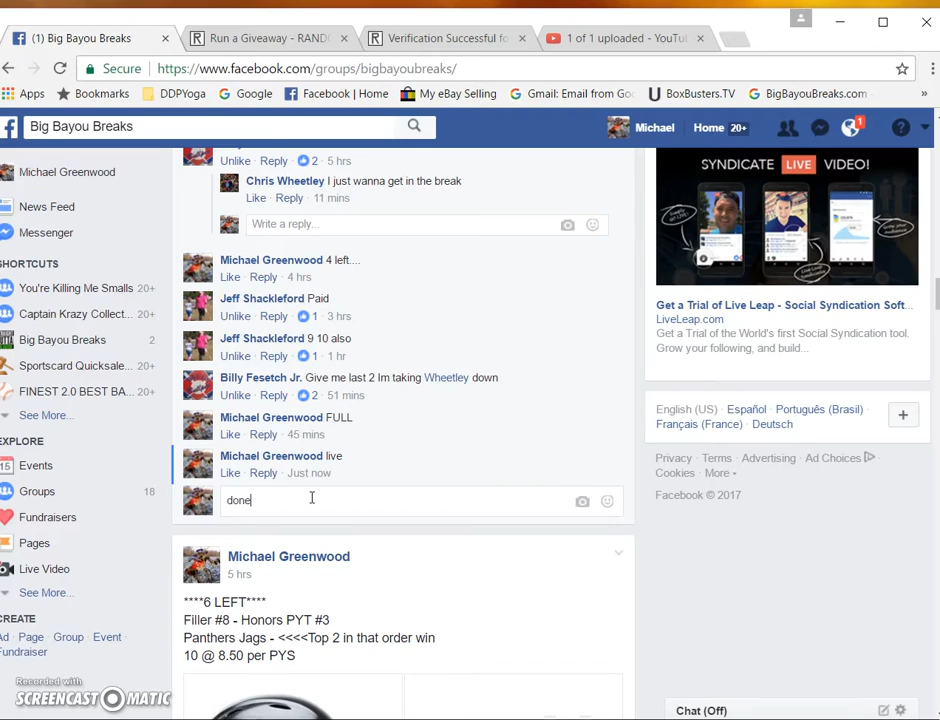 (1) Big Bayou Breaks
Run a Giveaway - RAND
Verification Successful fo
1 of 1 uploaded - YouTu
Secure https://www.facebook.com/groups/bigbayoubreaks/
Apps Bookmarks DDPYoga Google Facebook | Home My eBay Selling Gmail: Email from Go BoxBusters.TV BigBayouBreaks.com »
Big Bayou Breaks
Michael Home 20+ 1
Michael Greenwood
News Feed
Messenger
SHORTCUTS
You're Killing Me Smalls 20+
Captain Krazy Collect... 20+
Big Bayou Breaks 2
Sportscard Quicksale... 20+
FINEST 2.0 BEST BA... 20+
See More...
EXPLORE
15 Events
Groups 18
Fundraisers
Pages
Live Video
See More...
CREATE
Ad · Page · Group · Event ·
Fundraiser
Recorded with
SCREENCAST-O-MATIC
Unlike · Reply · 2 · 5 hrs
Chris Wheetley I just wanna get in the break
Like · Reply · 11 mins
Write a reply...
Michael Greenwood 4 left....
Like · Reply · 4 hrs
Jeff Shackleford Paid
Unlike · Reply · 1 · 3 hrs
Jeff Shackleford 9 10 also
Unlike · Reply · 1 · 1 hr
Billy Fesetch Jr. Give me last 2 Im taking Wheetley down
Unlike · Reply · 2 · 51 mins
Michael Greenwood FULL
Like · Reply · 45 mins
Michael Greenwood live
Like · Reply · Just now
done
Michael Greenwood
5 hrs
****6 LEFT****
Filler #8 - Honors PYT #3
Panthers Jags - <<<<Top 2 in that order win
10 @ 8.50 per PYS
SYNDICATE LIVE VIDEO!
Get a Trial of Live Leap - Social Syndication Soft...
LiveLeap.com
Get a Trial of the World's first Social Syndication tool.
Grow your following, and build...
English (US) · Español · Português (Brasil) ·
Français (France) · Deutsch
Privacy · Terms · Advertising · Ad Choices ·
Cookies · More
Facebook © 2017
Chat (Off)